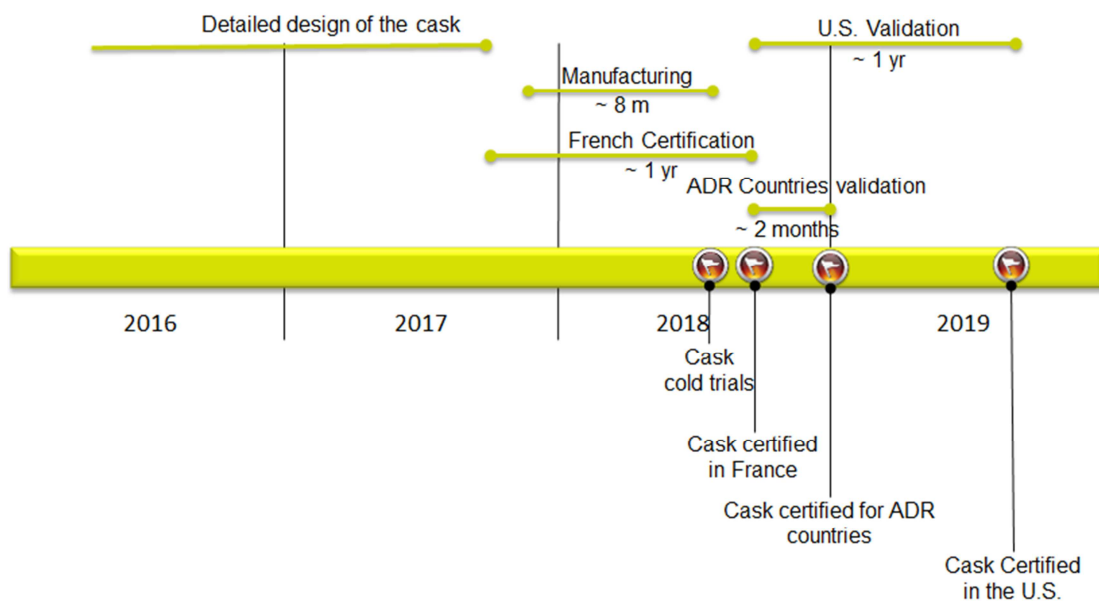 Detailed design of the cask
U.S. Validation
~ 1 yr
Manufacturing
~ 8 m
French Certification
~ 1 yr
ADR Countries validation
~ 2 months
2016
2017
2018
2019
Cask
cold trials
Cask certified
in France
Cask certified for ADR
countries
Cask Certified
in the U.S.